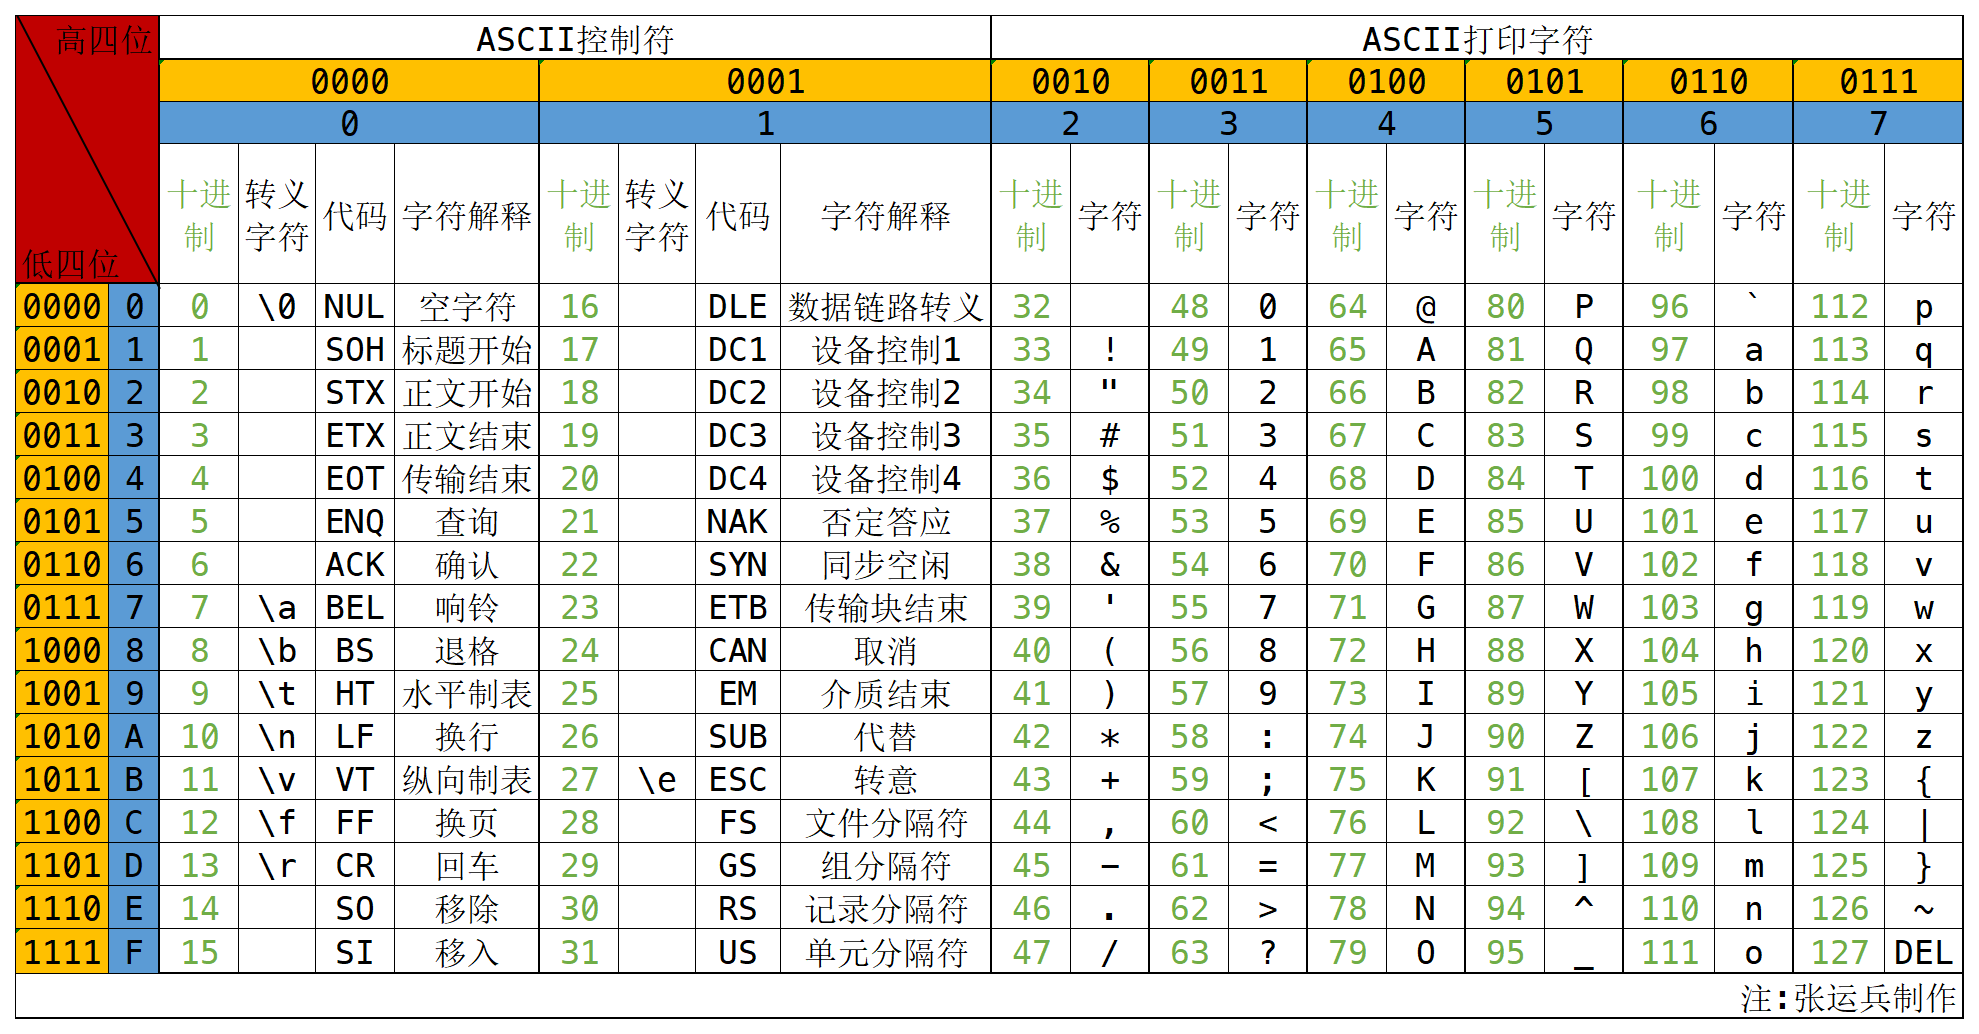 高四位 ASCII控制符 ASCII打印字符
0000 0001 0010 0011 0100 0101 0110 0111
0 1 2 3 4 5 6 7
低四位 十进制 转义字符 代码 字符解释 十进制 转义字符 代码 字符解释 十进制 字符 十进制 字符 十进制 字符 十进制 字符 十进制 字符 十进制 字符
0000 0 0 \0 NUL 空字符 16 DLE 数据链路转义 32 48 0 64 @ 80 P 96 ` 112 p
0001 1 1 SOH 标题开始 17 DC1 设备控制1 33 ! 49 1 65 A 81 Q 97 a 113 q
0010 2 2 STX 正文开始 18 DC2 设备控制2 34 " 50 2 66 B 82 R 98 b 114 r
0011 3 3 ETX 正文结束 19 DC3 设备控制3 35 # 51 3 67 C 83 S 99 c 115 s
0100 4 4 EOT 传输结束 20 DC4 设备控制4 36 $ 52 4 68 D 84 T 100 d 116 t
0101 5 5 ENQ 查询 21 NAK 否定答应 37 % 53 5 69 E 85 U 101 e 117 u
0110 6 6 ACK 确认 22 SYN 同步空闲 38 & 54 6 70 F 86 V 102 f 118 v
0111 7 7 \a BEL 响铃 23 ETB 传输块结束 39 ' 55 7 71 G 87 W 103 g 119 w
1000 8 8 \b BS 退格 24 CAN 取消 40 ( 56 8 72 H 88 X 104 h 120 x
1001 9 9 \t HT 水平制表 25 EM 介质结束 41 ) 57 9 73 I 89 Y 105 i 121 y
1010 A 10 \n LF 换行 26 SUB 代替 42 * 58 : 74 J 90 Z 106 j 122 z
1011 B 11 \v VT 纵向制表 27 \e ESC 转意 43 + 59 ; 75 K 91 [ 107 k 123 {
1100 C 12 \f FF 换页 28 FS 文件分隔符 44 , 60 < 76 L 92 \ 108 l 124 |
1101 D 13 \r CR 回车 29 GS 组分隔符 45 - 61 = 77 M 93 ] 109 m 125 }
1110 E 14 SO 移除 30 RS 记录分隔符 46 . 62 > 78 N 94 ^ 110 n 126 ~
1111 F 15 SI 移入 31 US 单元分隔符 47 / 63 ? 79 O 95 _ 111 o 127 DEL
注:张运兵制作